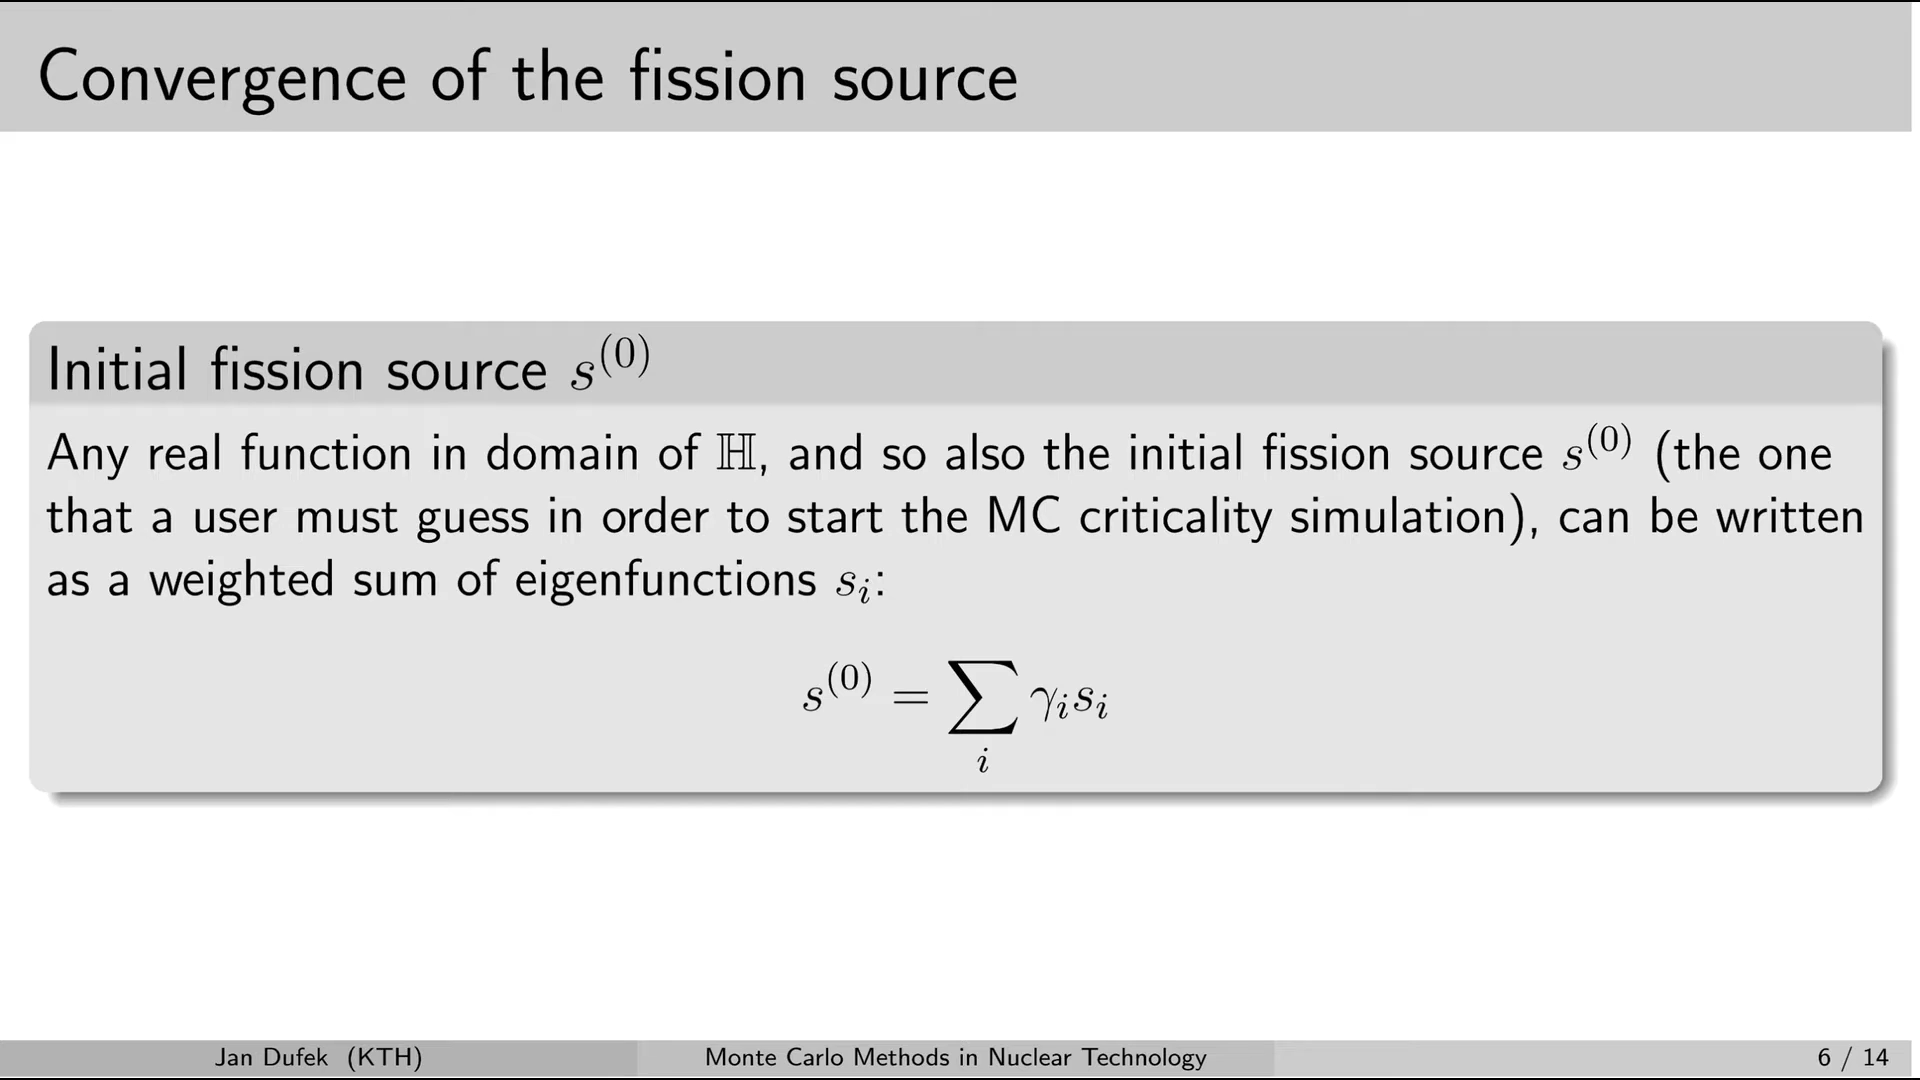 Convergence of the fission source
Initial fission source s^(0)
Any real function in domain of ℍ, and so also the initial fission source s^(0) (the one
that a user must guess in order to start the MC criticality simulation), can be written
as a weighted sum of eigenfunctions s_i:
s^(0) = ∑_i γ_i s_i
Jan Dufek (KTH) Monte Carlo Methods in Nuclear Technology 6 / 14